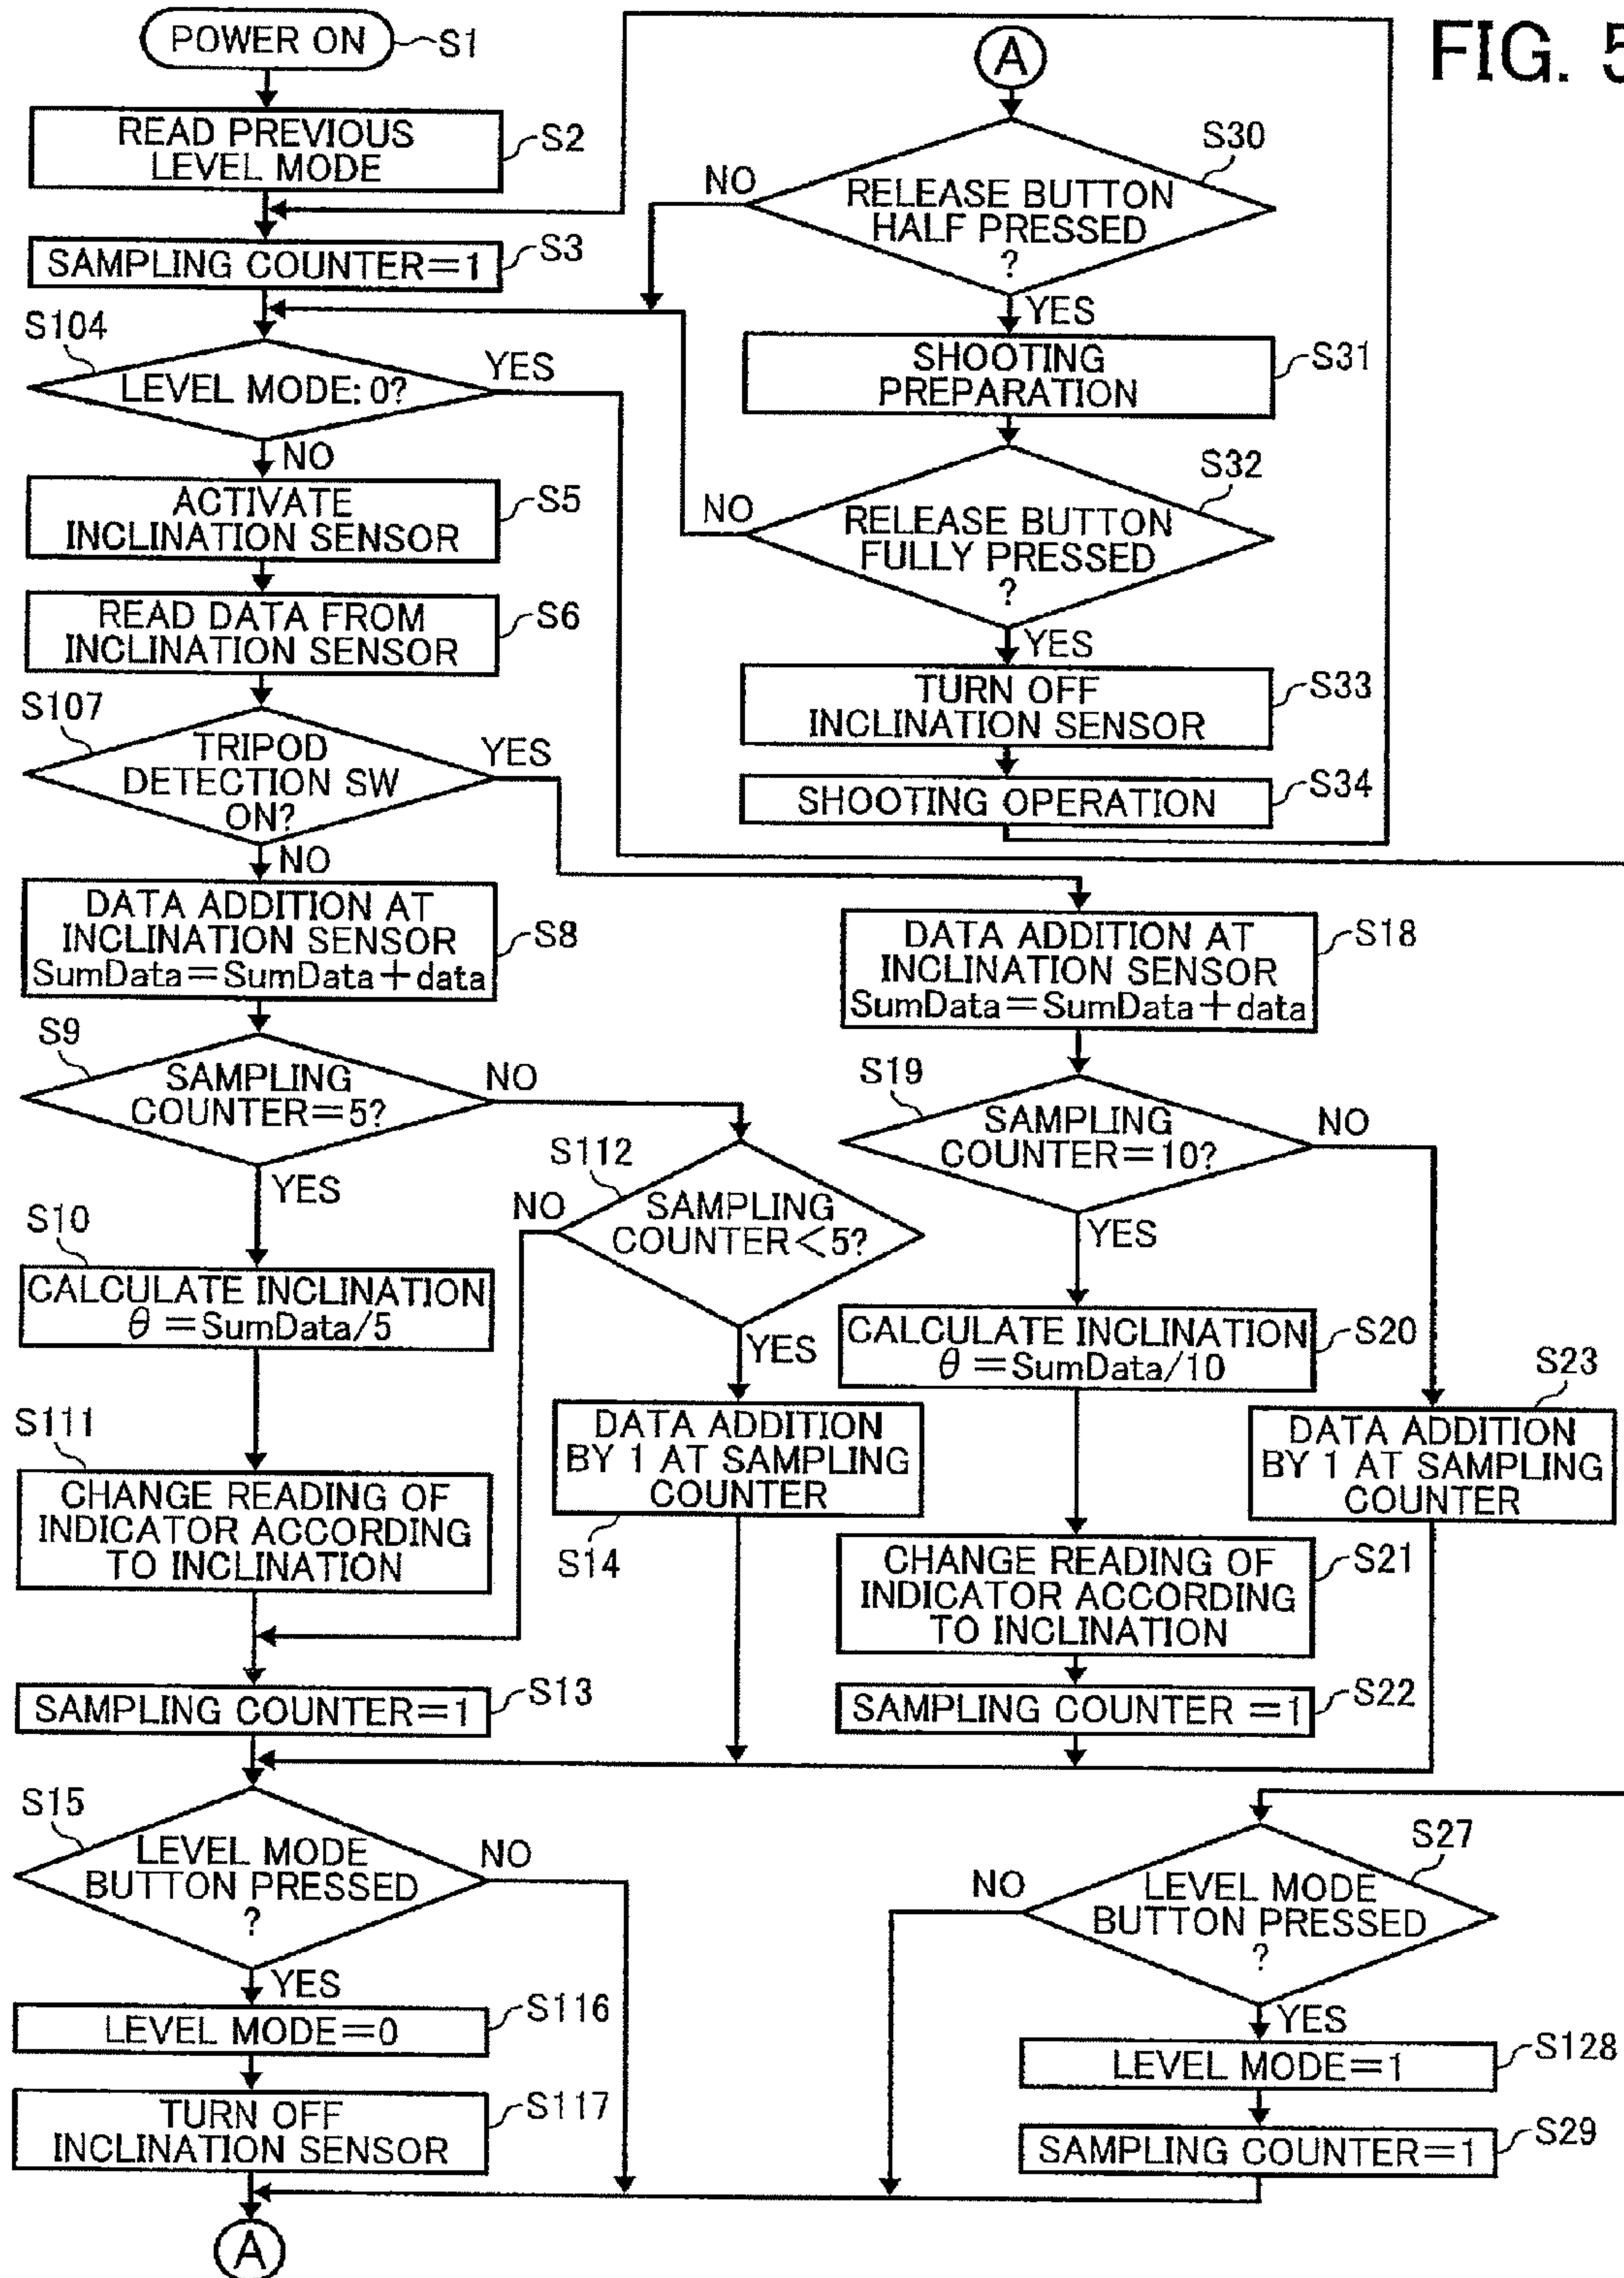 FIG. 5
POWER ON
S1
READ PREVIOUS
LEVEL MODE
S2
SAMPLING COUNTER=1
S3
S104
LEVEL MODE: 0?
YES
NO
ACTIVATE
INCLINATION SENSOR
S5
READ DATA FROM
INCLINATION SENSOR
S6
S107
TRIPOD
DETECTION SW
ON?
YES
NO
DATA ADDITION AT
INCLINATION SENSOR
SumData=SumData+data
S8
S9
SAMPLING
COUNTER=5?
NO
YES
S10
CALCULATE INCLINATION
θ =SumData/5
S111
CHANGE READING OF
INDICATOR ACCORDING
TO INCLINATION
S112
SAMPLING
COUNTER<5?
NO
YES
DATA ADDITION
BY 1 AT SAMPLING
COUNTER
S14
SAMPLING COUNTER=1
S13
S15
LEVEL MODE
BUTTON PRESSED
?
NO
YES
LEVEL MODE=0
S116
TURN OFF
INCLINATION SENSOR
S117
A
A
S30
RELEASE BUTTON
HALF PRESSED
?
NO
YES
SHOOTING
PREPARATION
S31
S32
RELEASE BUTTON
FULLY PRESSED
?
NO
YES
TURN OFF
INCLINATION SENSOR
S33
SHOOTING OPERATION
S34
DATA ADDITION AT
INCLINATION SENSOR
SumData=SumData+data
S18
S19
SAMPLING
COUNTER=10?
NO
YES
CALCULATE INCLINATION
θ =SumData/10
S20
S23
DATA ADDITION
BY 1 AT SAMPLING
COUNTER
CHANGE READING OF
INDICATOR ACCORDING
TO INCLINATION
S21
SAMPLING COUNTER =1
S22
S27
LEVEL MODE
BUTTON PRESSED
?
NO
YES
LEVEL MODE=1
S128
SAMPLING COUNTER=1
S29